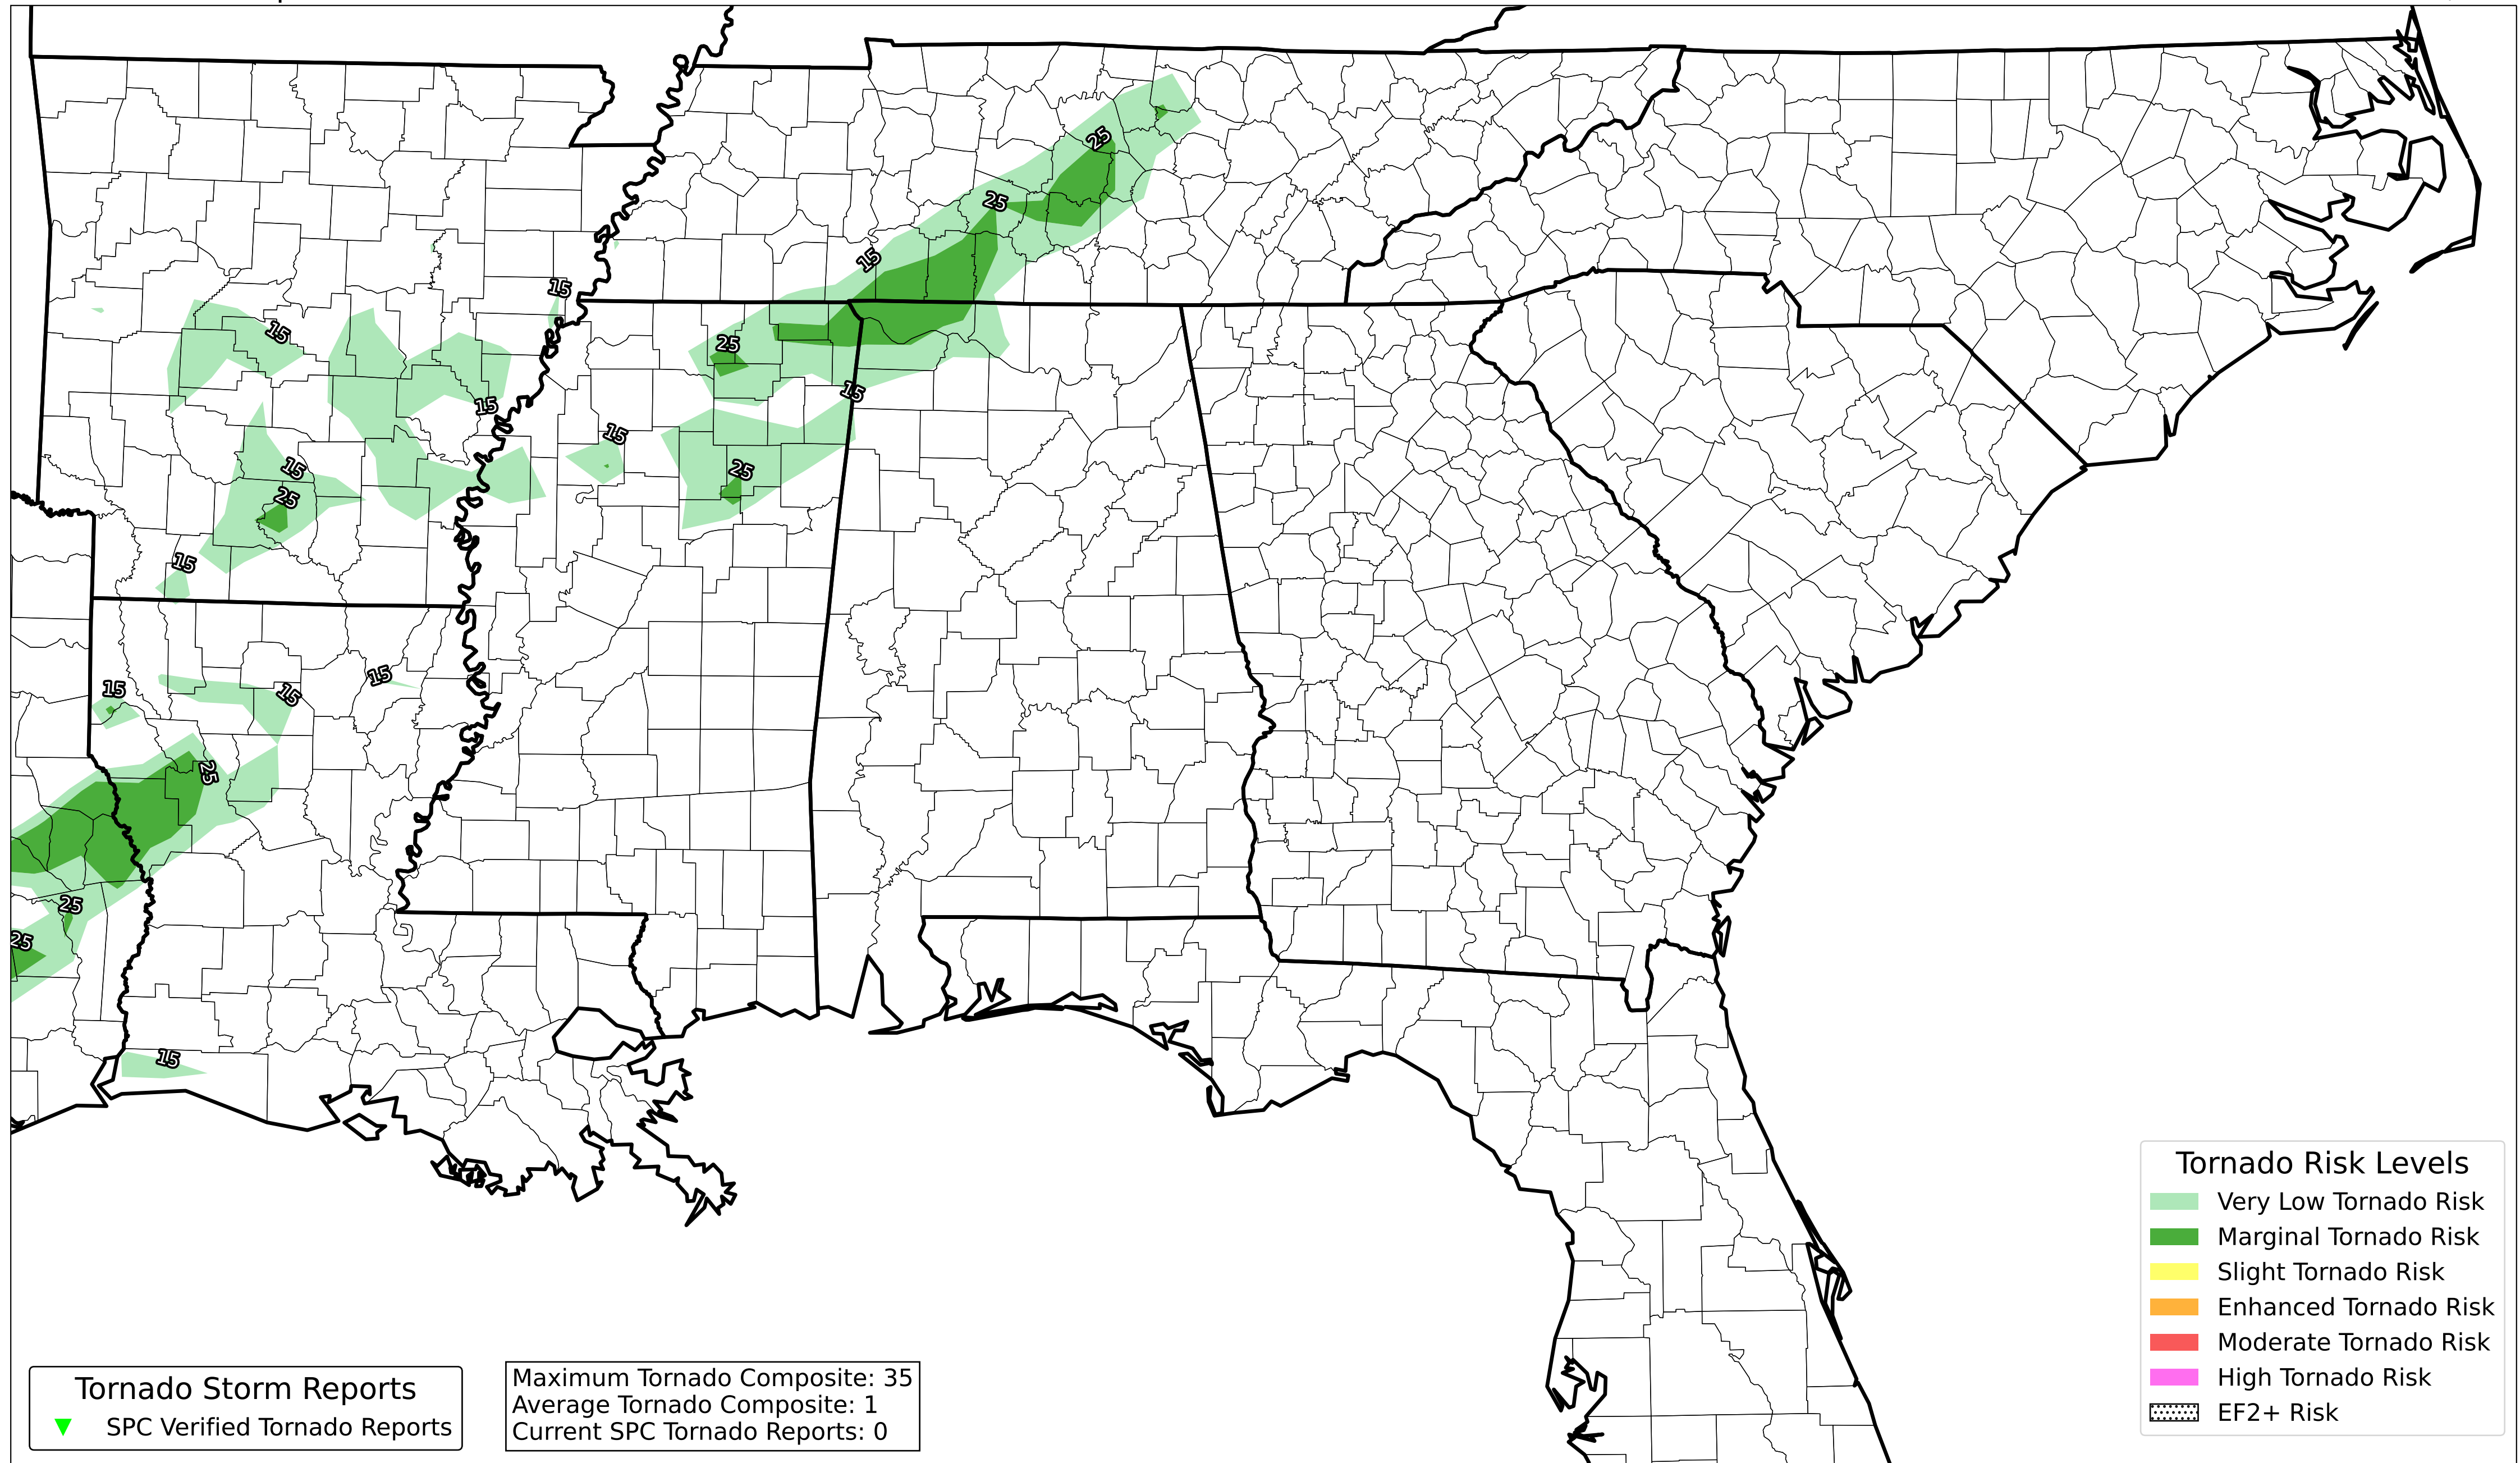 25
25
15
15
15
25
15
15
15
25
15
25
15
15
15
15
25
25
25
15
Tornado Risk Levels
Very Low Tornado Risk
Marginal Tornado Risk
Slight Tornado Risk
Enhanced Tornado Risk
Moderate Tornado Risk
High Tornado Risk
EF2+ Risk
Tornado Storm Reports
SPC Verified Tornado Reports
Maximum Tornado Composite: 35
Average Tornado Composite: 1
Current SPC Tornado Reports: 0